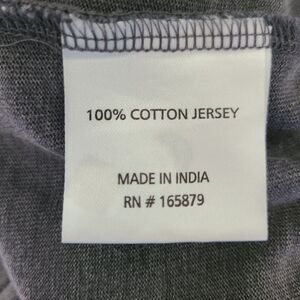 100% COTTON JERSEY
MADE IN INDIA
RN # 165879